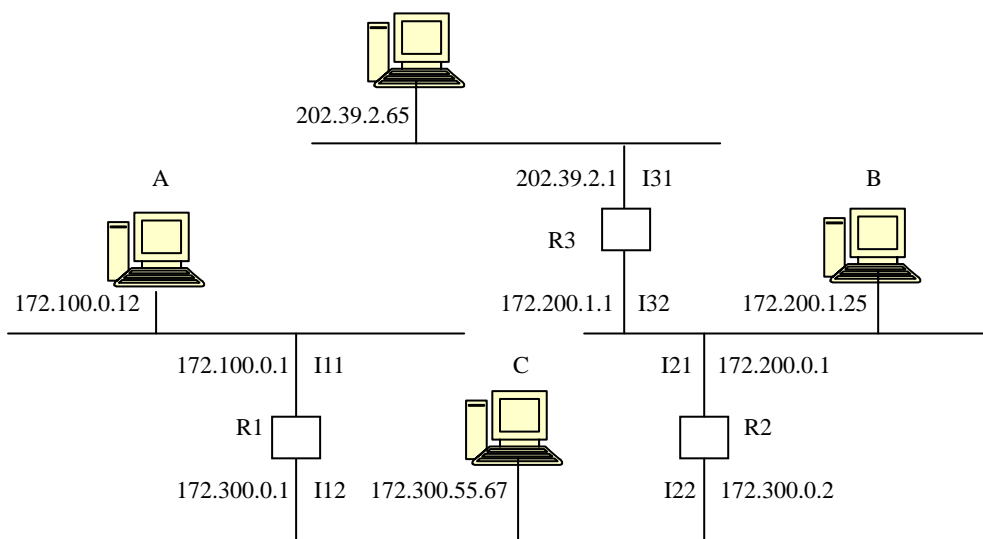 202.39.2.65
A
202.39.2.1 I31
B
R3
172.100.0.12
172.200.1.1 I32
172.200.1.25
172.100.0.1 I11
C
I21 172.200.0.1
R1
R2
172.300.0.1 I12
172.300.55.67
I22 172.300.0.2